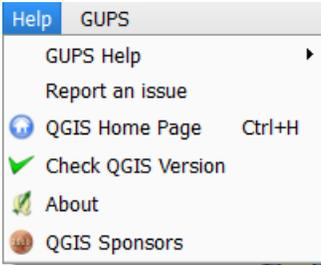 Help GUPS
GUPS Help
Report an issue
QGIS Home Page Ctrl+H
Check QGIS Version
About
QGIS Sponsors